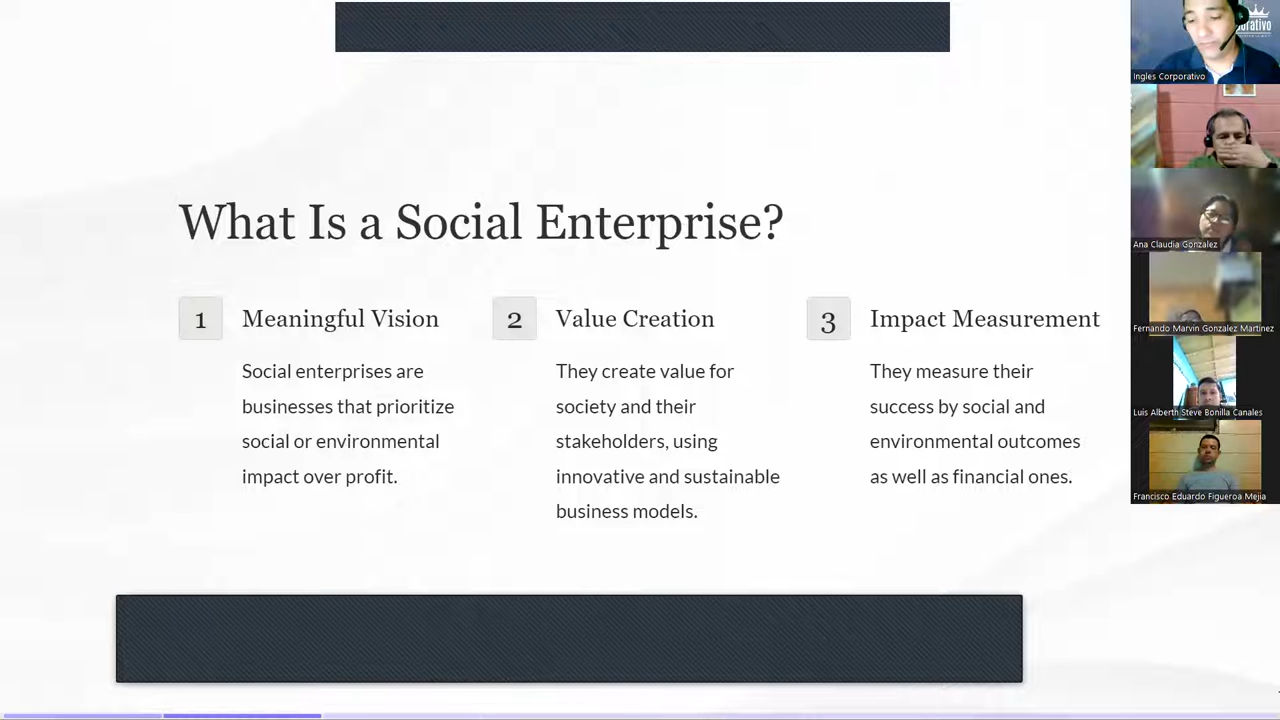 What Is a Social Enterprise?
1
Meaningful Vision
Social enterprises are
businesses that prioritize
social or environmental
impact over profit.
2
Value Creation
They create value for
society and their
stakeholders, using
innovative and sustainable
business models.
3
Impact Measurement
They measure their
success by social and
environmental outcomes
as well as financial ones.
Ingles Corporativo
Ana Claudia Gonzalez
Fernando Marvin Gonzalez Martinez
Luis Alberth Steve Bonilla Canales
Francisco Eduardo Figueroa Mejia